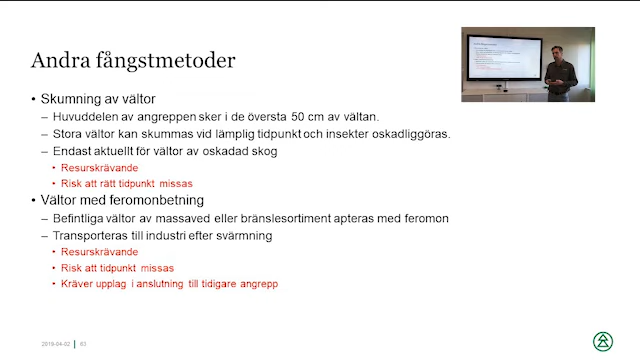 Andra fångstmetoder
• Skumning av vältor
– Huvuddelen av angreppen sker i de översta 50 cm av vältan.
– Stora vältor kan skummas vid lämplig tidpunkt och insekter oskadliggöras.
– Endast aktuellt för vältor av oskadad skog
• Resurskrävande
• Risk att rätt tidpunkt missas
• Vältor med feromonbetning
– Befintliga vältor av massaved eller bränslesortiment apteras med feromon
– Transporteras till industri efter svärmning
• Resurskrävande
• Risk att tidpunkt missas
• Kräver upplag i anslutning till tidigare angrepp
2019-04-02 63